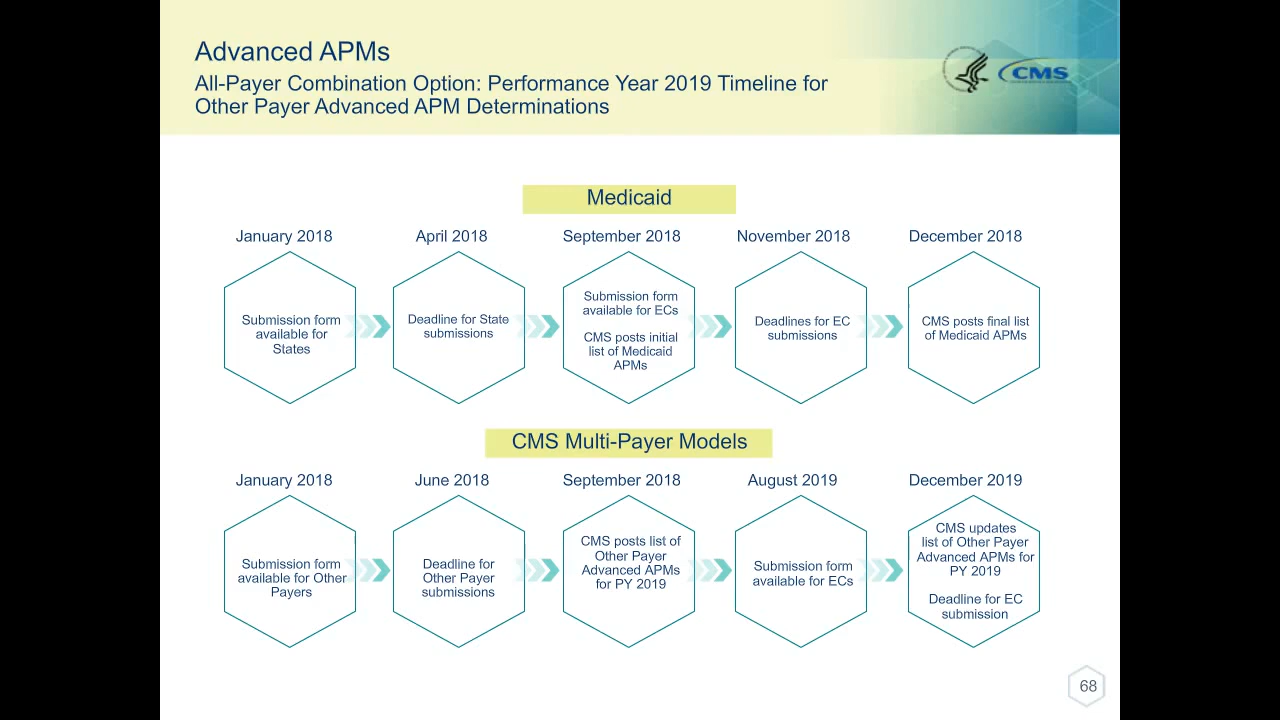 Advanced APMs
All-Payer Combination Option: Performance Year 2019 Timeline for
Other Payer Advanced APM Determinations
CMS
Medicaid
January 2018
April 2018
September 2018
November 2018
December 2018
Submission form
available for
States
Deadline for State
submissions
Submission form
available for ECs
CMS posts initial
list of Medicaid
APMs
Deadlines for EC
submissions
CMS posts final list
of Medicaid APMs
CMS Multi-Payer Models
January 2018
June 2018
September 2018
August 2019
December 2019
Submission form
available for Other
Payers
Deadline for
Other Payer
submissions
CMS posts list of
Other Payer
Advanced APMs
for PY 2019
Submission form
available for ECs
CMS updates
list of Other Payer
Advanced APMs for
PY 2019
Deadline for EC
submission
68